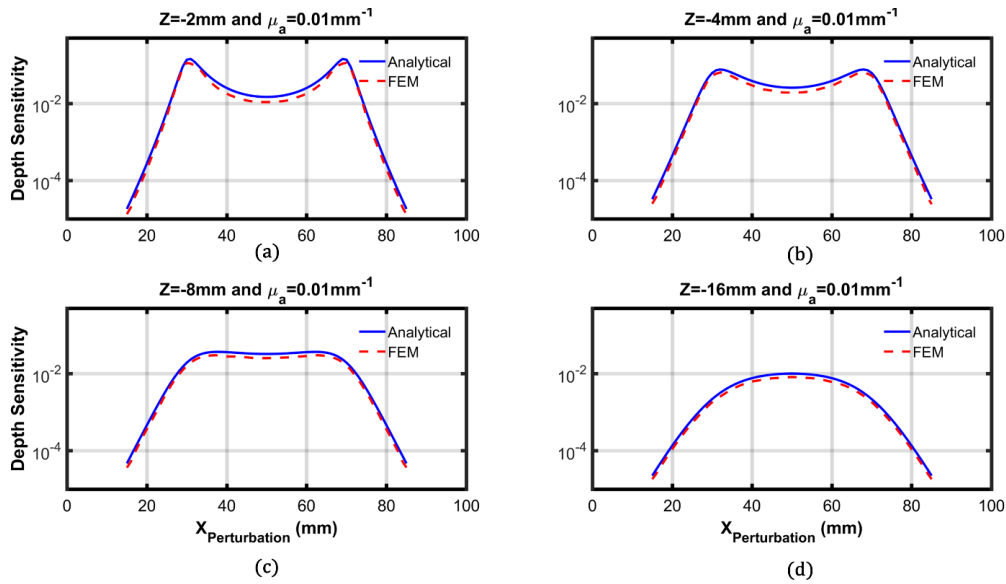 Z=-2mm and μa=0.01mm-1
Depth Sensitivity
10-2
10-4
Analytical
FEM
0 20 40 60 80 100
(a)
Z=-4mm and μa=0.01mm-1
10-2
10-4
Analytical
FEM
0 20 40 60 80 100
(b)
Z=-8mm and μa=0.01mm-1
Depth Sensitivity
10-2
10-4
Analytical
FEM
0 20 40 60 80 100
XPerturbation (mm)
(c)
Z=-16mm and μa=0.01mm-1
10-2
10-4
Analytical
FEM
0 20 40 60 80 100
XPerturbation (mm)
(d)